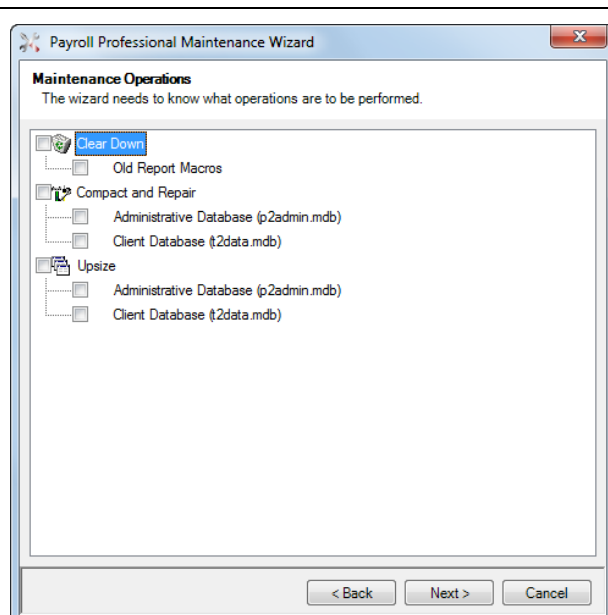 Payroll Professional Maintenance Wizard
Maintenance Operations
The wizard needs to know what operations are to be performed.
Clear Down
Old Report Macros
Compact and Repair
Administrative Database (p2admin.mdb)
Client Database (t2data.mdb)
Upsize
Administrative Database (p2admin.mdb)
Client Database (t2data.mdb)
< Back Next > Cancel